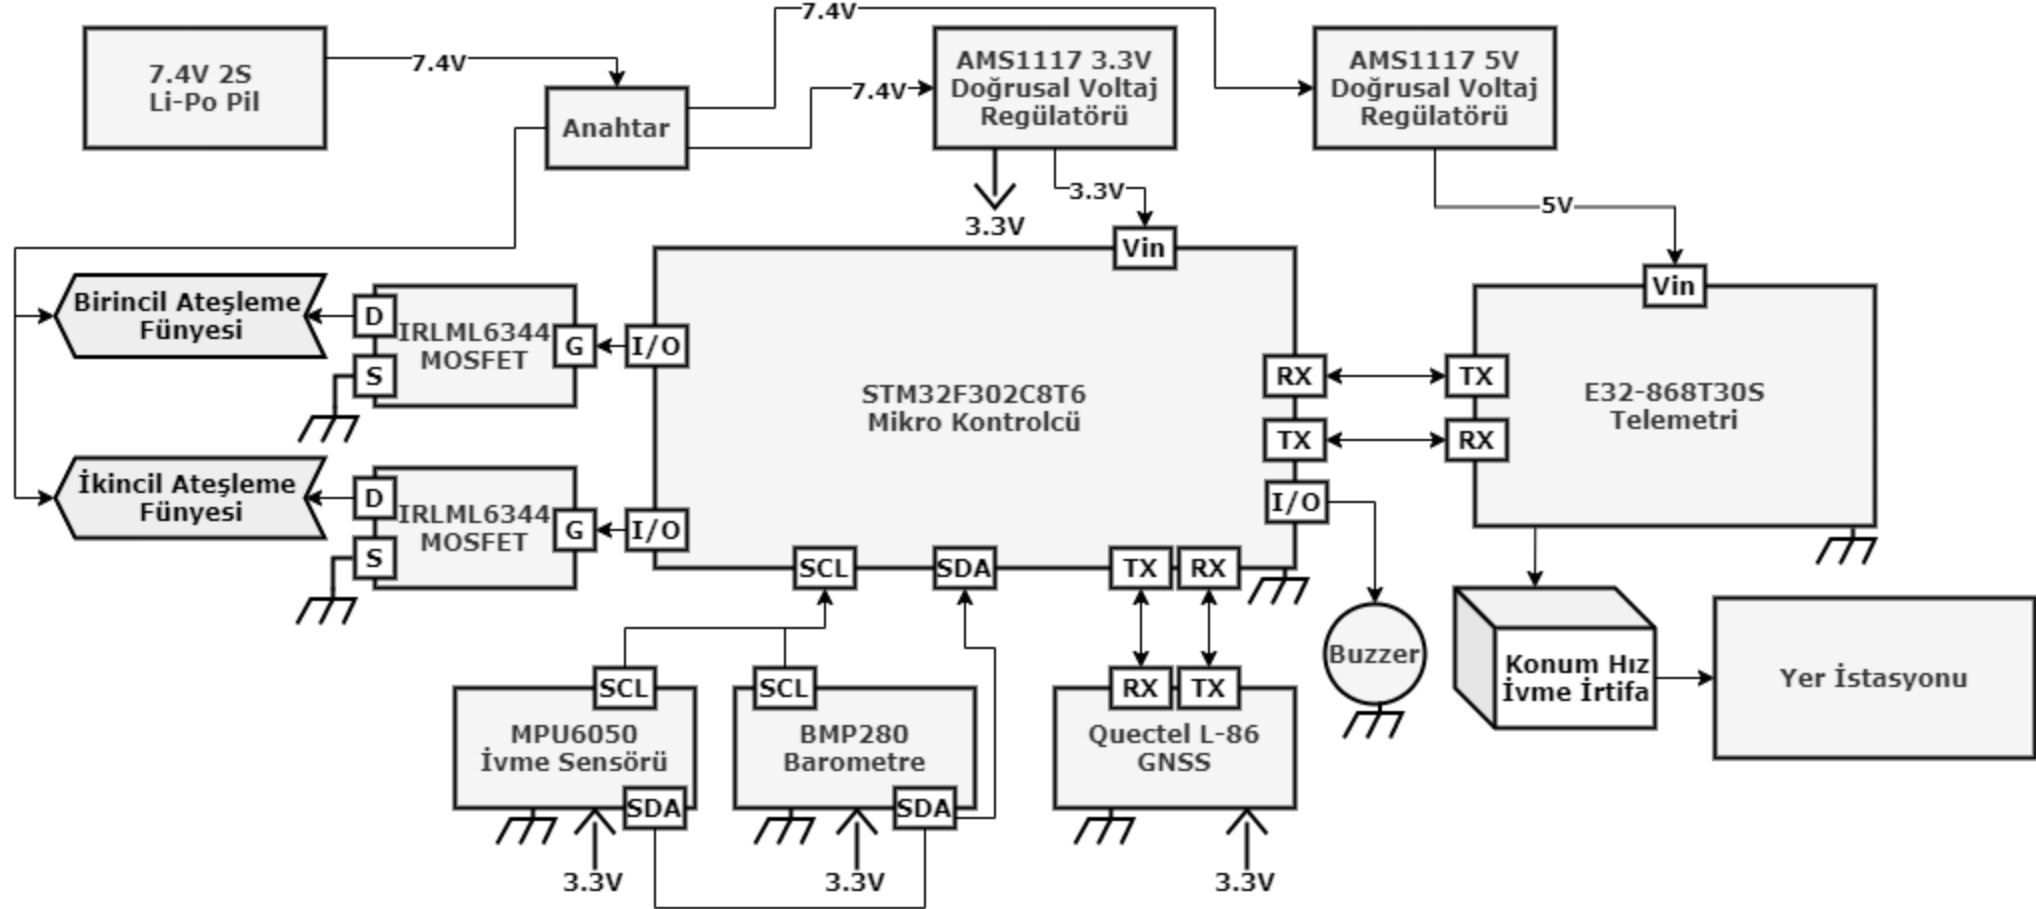 7.4V
7.4V 2S
Li-Po Pil
7.4V
Anahtar
7.4V
AMS1117 3.3V
Doğrusal Voltaj
Regülatörü
AMS1117 5V
Doğrusal Voltaj
Regülatörü
3.3V
3.3V
5V
Vin
Vin
Birincil Ateşleme
Fünyesi
D
S
IRLML6344
MOSFET
G
I/O
İkincil Ateşleme
Fünyesi
D
S
IRLML6344
MOSFET
G
I/O
STM32F302C8T6
Mikro Kontrolcü
RX
TX
I/O
TX
RX
E32-868T30S
Telemetri
SCL
SDA
TX
RX
SCL
MPU6050
İvme Sensörü
SDA
3.3V
SCL
BMP280
Barometre
SDA
3.3V
RX
TX
Quectel L-86
GNSS
3.3V
Buzzer
Konum Hız
İvme İrtifa
Yer İstasyonu